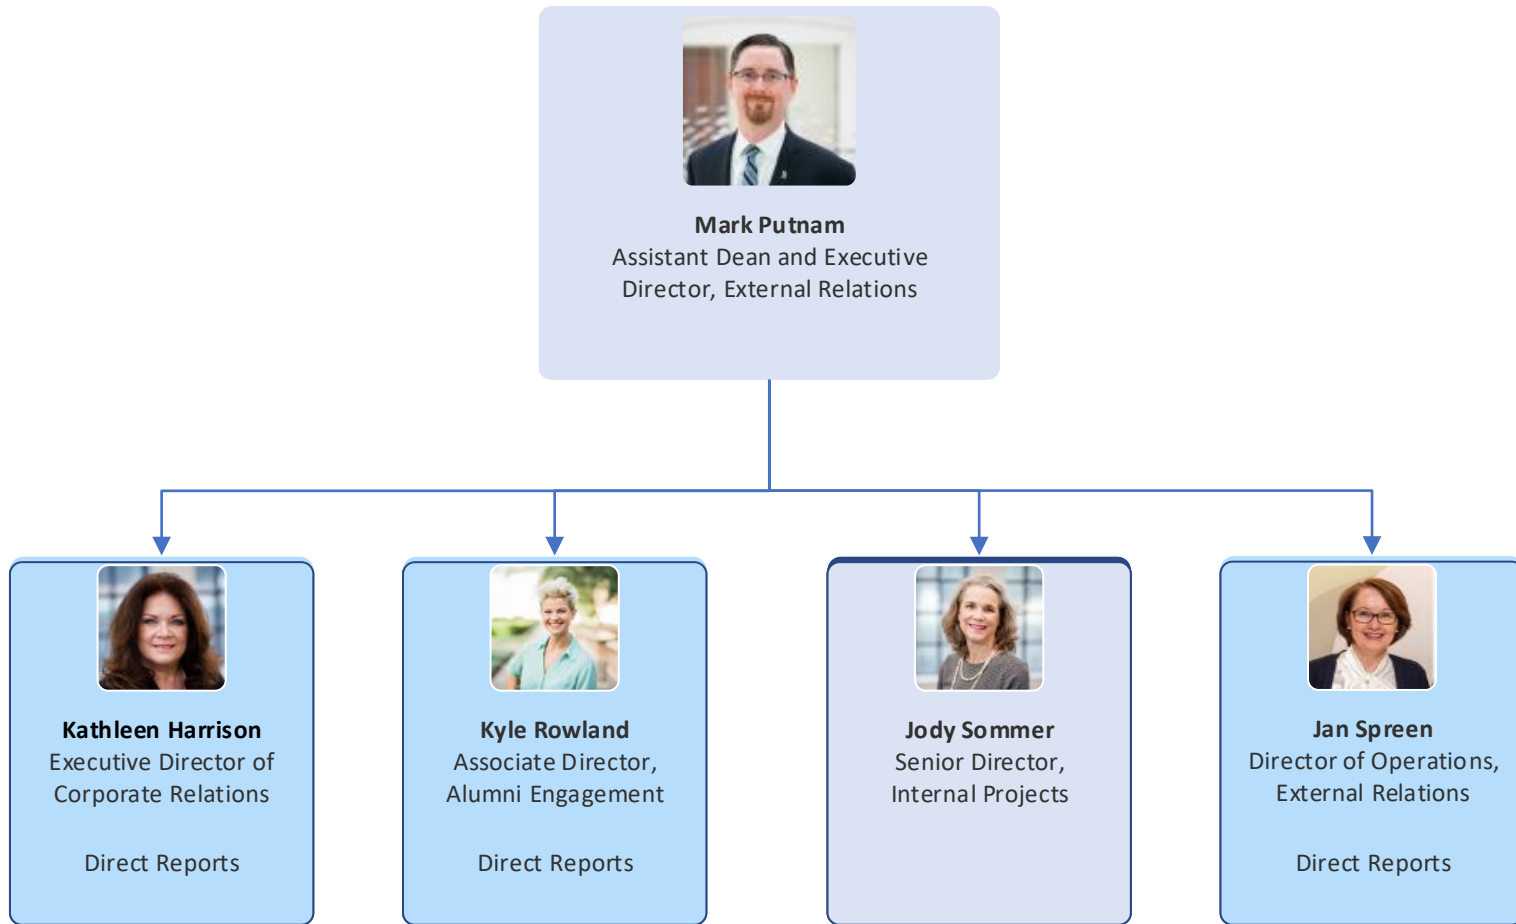 Mark Putnam
Assistant Dean and Executive
Director, External Relations
Kathleen Harrison
Executive Director of
Corporate Relations
Direct Reports
Kyle Rowland
Associate Director,
Alumni Engagement
Direct Reports
Jody Sommer
Senior Director,
Internal Projects
Jan Spreen
Director of Operations,
External Relations
Direct Reports